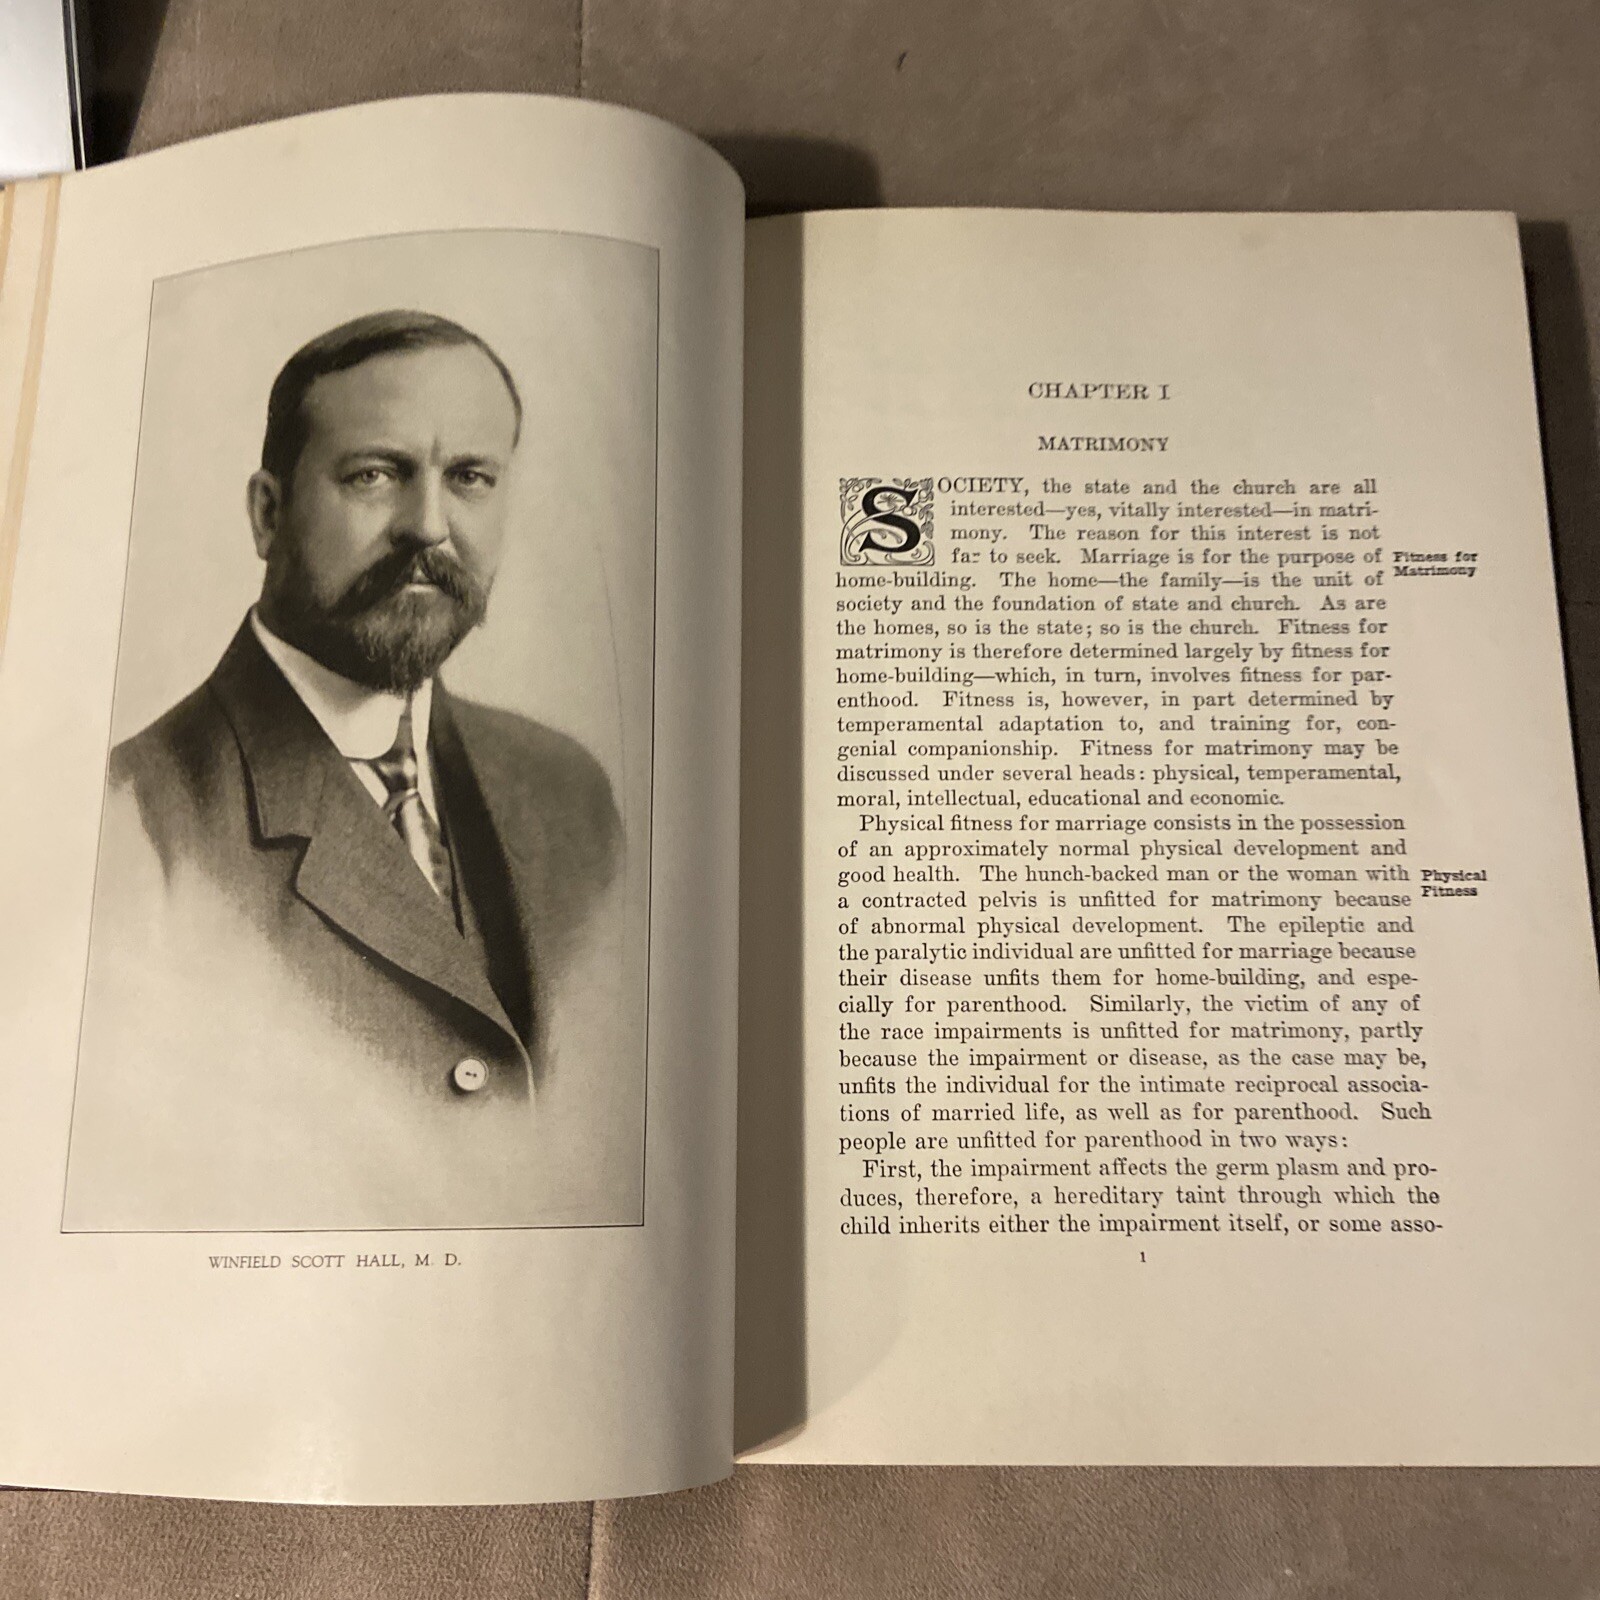 WINFIELD SCOTT HALL, M. D.
CHAPTER I
MATRIMONY
SOCIETY, the state and the church are all
interested—yes, vitally interested—in matri-
mony. The reason for this interest is not
far to seek. Marriage is for the purpose of
Fitness for
Matrimony
home-building. The home—the family—is the unit of
society and the foundation of state and church. As are
the homes, so is the state; so is the church. Fitness for
matrimony is therefore determined largely by fitness for
home-building—which, in turn, involves fitness for par-
enthood. Fitness is, however, in part determined by
temperamental adaptation to, and training for, con-
genial companionship. Fitness for matrimony may be
discussed under several heads: physical, temperamental,
moral, intellectual, educational and economic.
Physical fitness for marriage consists in the possession
of an approximately normal physical development and
good health. The hunch-backed man or the woman with
Physical
Fitness
a contracted pelvis is unfitted for matrimony because
of abnormal physical development. The epileptic and
the paralytic individual are unfitted for marriage because
their disease unfits them for home-building, and espe-
cially for parenthood. Similarly, the victim of any of
the race impairments is unfitted for matrimony, partly
because the impairment or disease, as the case may be,
unfits the individual for the intimate reciprocal associa-
tions of married life, as well as for parenthood. Such
people are unfitted for parenthood in two ways:
First, the impairment affects the germ plasm and pro-
duces, therefore, a hereditary taint through which the
child inherits either the impairment itself, or some asso-
1